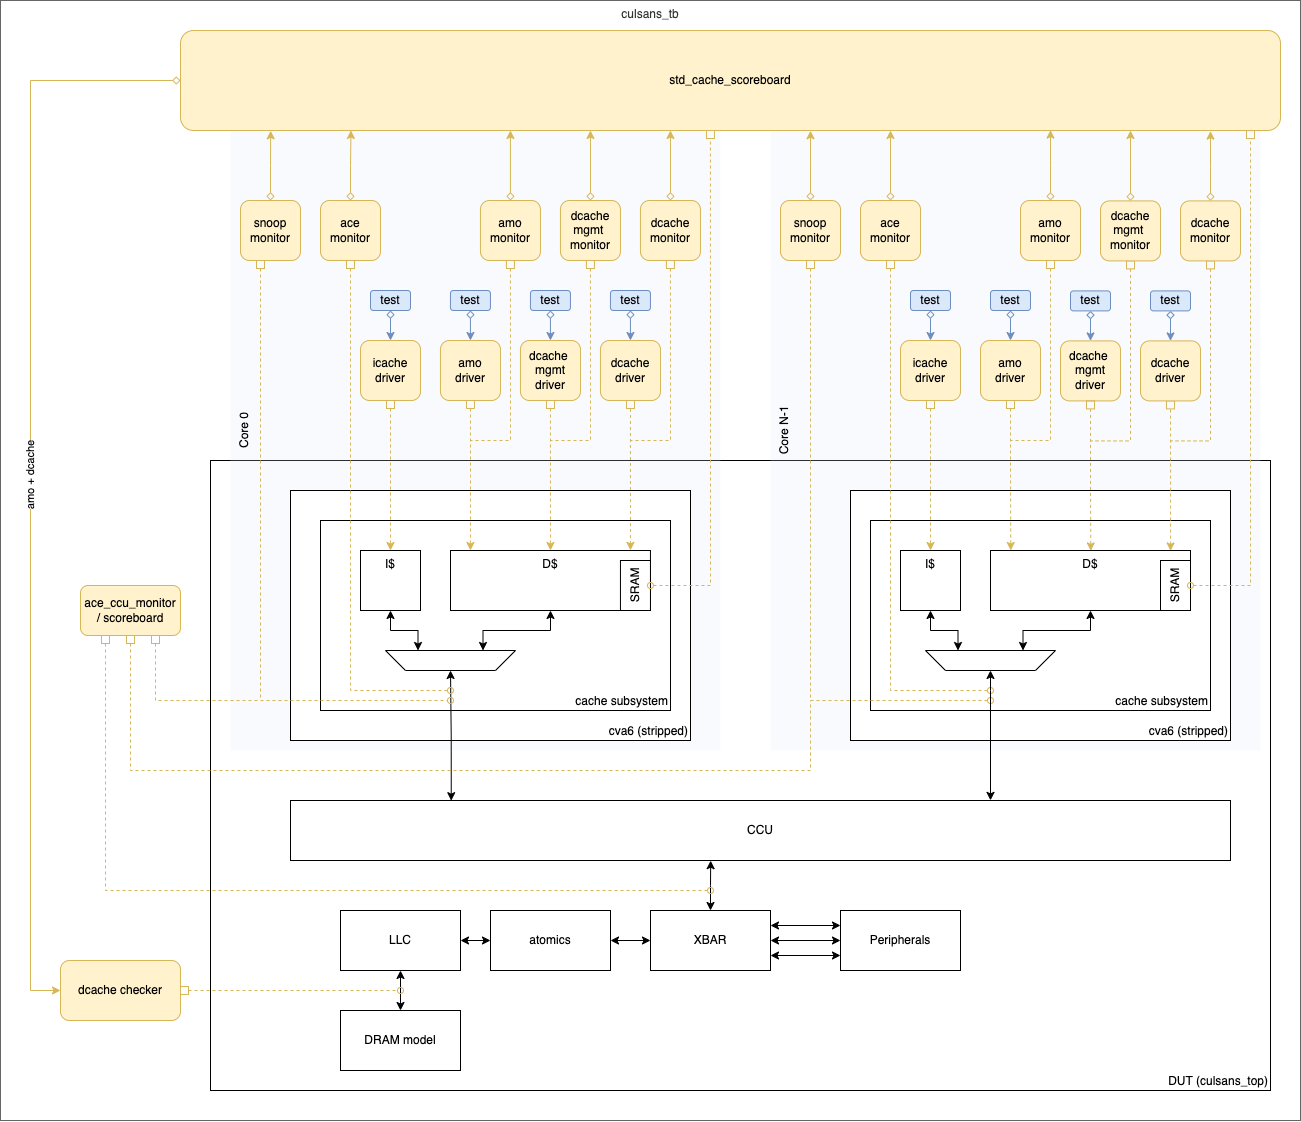 culsans_tb
std_cache_scoreboard
snoop
monitor
ace
monitor
amo
monitor
dcache
mgmt
monitor
dcache
monitor
snoop
monitor
ace
monitor
amo
monitor
dcache
mgmt
monitor
dcache
monitor
test
test
test
test
test
test
test
test
icache
driver
amo
driver
dcache
mgmt
driver
dcache
driver
icache
driver
amo
driver
dcache
mgmt
driver
dcache
driver
Core 0
Core N-1
amo + dcache
I$
D$
SRAM
I$
D$
SRAM
ace_ccu_monitor
/ scoreboard
cache subsystem
cva6 (stripped)
cache subsystem
cva6 (stripped)
CCU
LLC
atomics
XBAR
Peripherals
dcache checker
DRAM model
DUT (culsans_top)